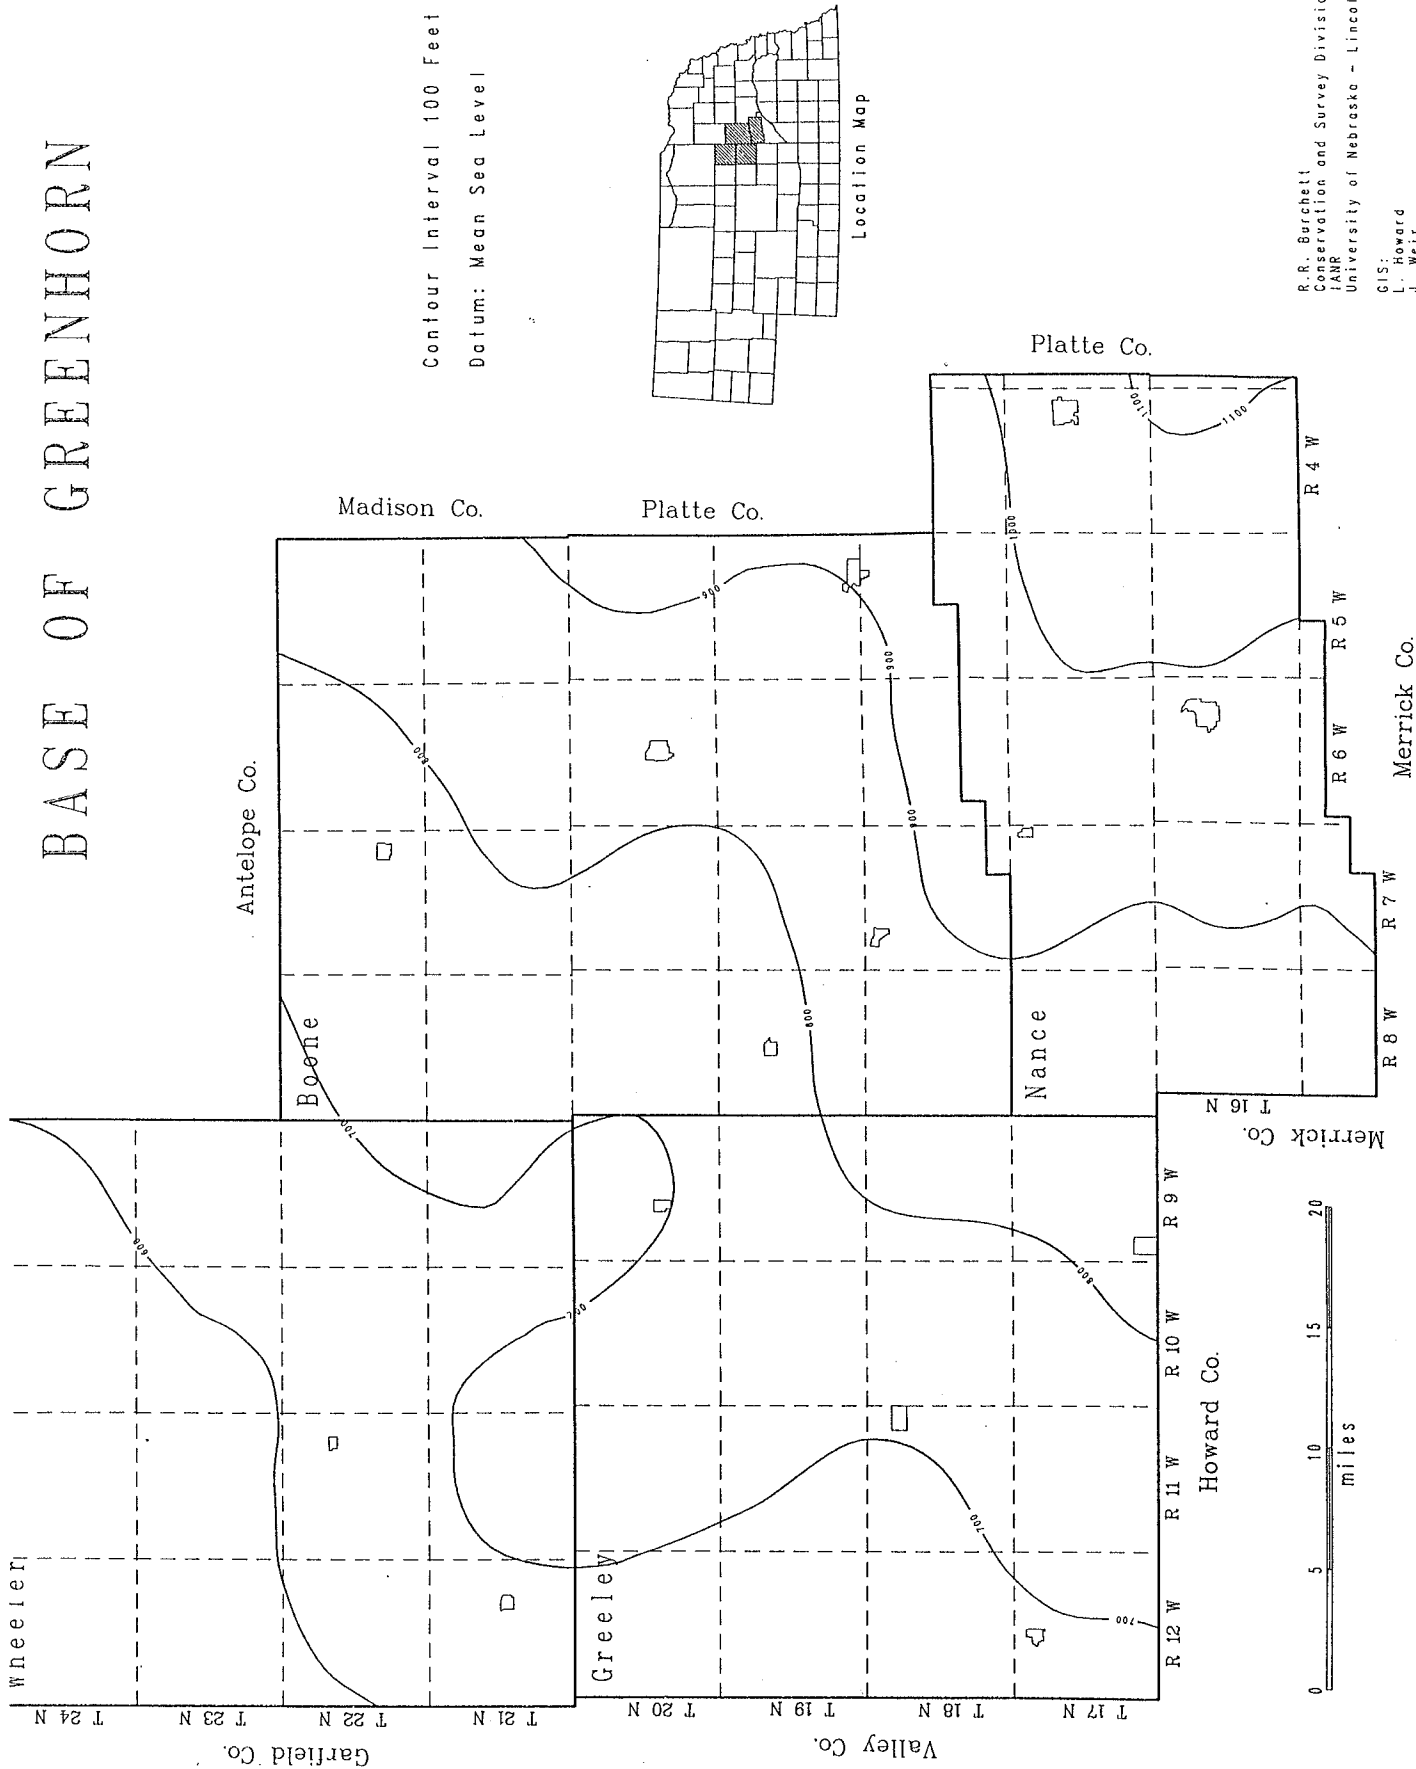 BASE OF GREENHORN
Contour Interval 100 Feet
Datum: Mean Sea Level
Location Map
R.R. Burchett
Conservation and Survey Divisio
IANR
University of Nebraska - Lincol
GIS:
L. Howard
J. Weir
Antelope Co.
Madison Co.
Platte Co.
Platte Co.
Wheeler
Boone
Greeley
Nance
Garfield Co.
Valley Co.
Howard Co.
Merrick Co.
Merrick Co.
T 24 N
T 23 N
T 22 N
T 21 N
T 20 N
T 19 N
T 18 N
T 17 N
T 16 N
R 12 W
R 11 W
R 10 W
R 9 W
R 8 W
R 7 W
R 6 W
R 5 W
R 4 W
600
700
700
700
700
800
800
800
900
900
900
1000
1100
1100
0 5 10 15 20
miles